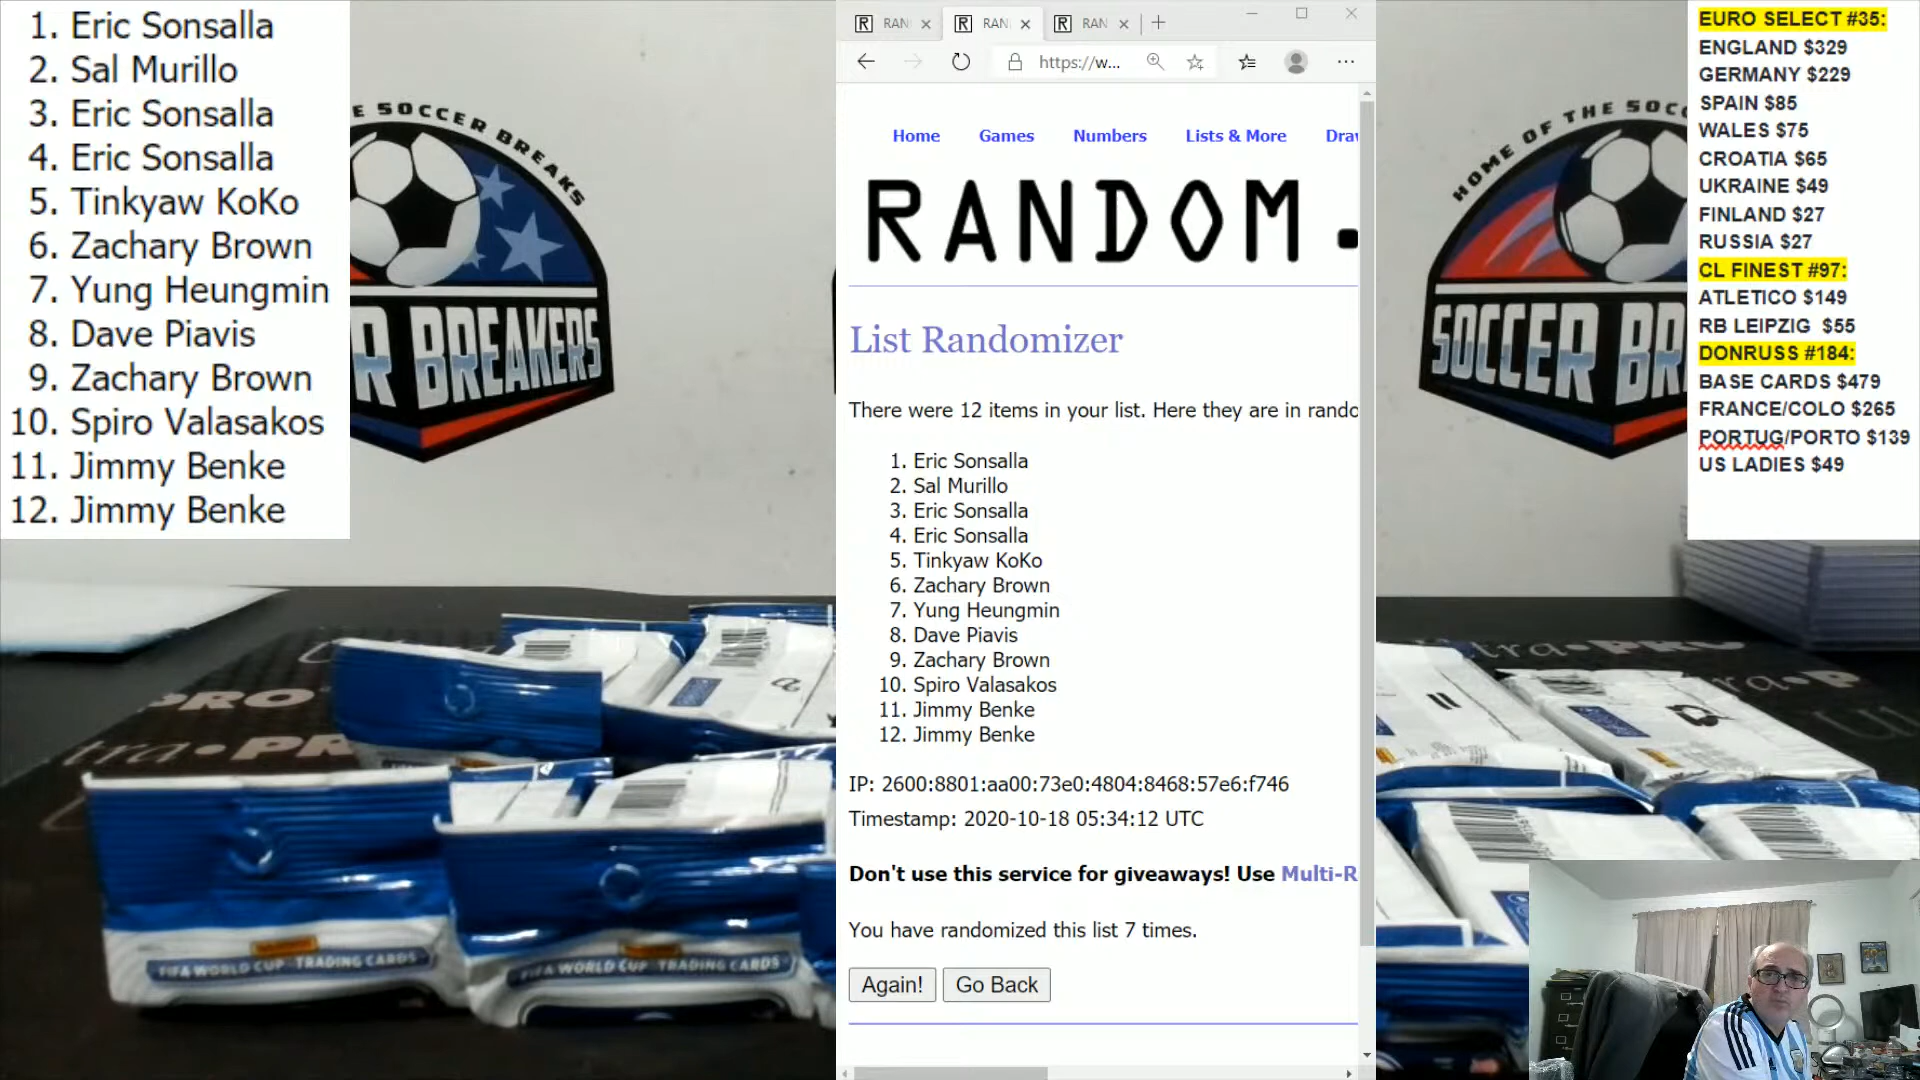 1. Eric Sonsalla
2. Sal Murillo
3. Eric Sonsalla
4. Eric Sonsalla
5. Tinkyaw KoKo
6. Zachary Brown
7. Yung Heungmin
8. Dave Piavis
9. Zachary Brown
10. Spiro Valasakos
11. Jimmy Benke
12. Jimmy Benke
E SOCCER BREAKS
R BREAKERS
PRO
tra•PR
FIFA WORLD CUP TRADING CARDS
FIFA WORLD CUP TRADING CARDS
RAN
RAN
RAN
https://w...
Home Games Numbers Lists & More Drav
RANDOM.
List Randomizer
There were 12 items in your list. Here they are in rando
1. Eric Sonsalla
2. Sal Murillo
3. Eric Sonsalla
4. Eric Sonsalla
5. Tinkyaw KoKo
6. Zachary Brown
7. Yung Heungmin
8. Dave Piavis
9. Zachary Brown
10. Spiro Valasakos
11. Jimmy Benke
12. Jimmy Benke
IP: 2600:8801:aa00:73e0:4804:8468:57e6:f746
Timestamp: 2020-10-18 05:34:12 UTC
Don't use this service for giveaways! Use Multi-R
You have randomized this list 7 times.
Again! Go Back
HOME OF THE SOCC
SOCCER BR
tra•PRO
EURO SELECT #35:
ENGLAND $329
GERMANY $229
SPAIN $85
WALES $75
CROATIA $65
UKRAINE $49
FINLAND $27
RUSSIA $27
CL FINEST #97:
ATLETICO $149
RB LEIPZIG $55
DONRUSS #184:
BASE CARDS $479
FRANCE/COLO $265
PORTUG/PORTO $139
US LADIES $49